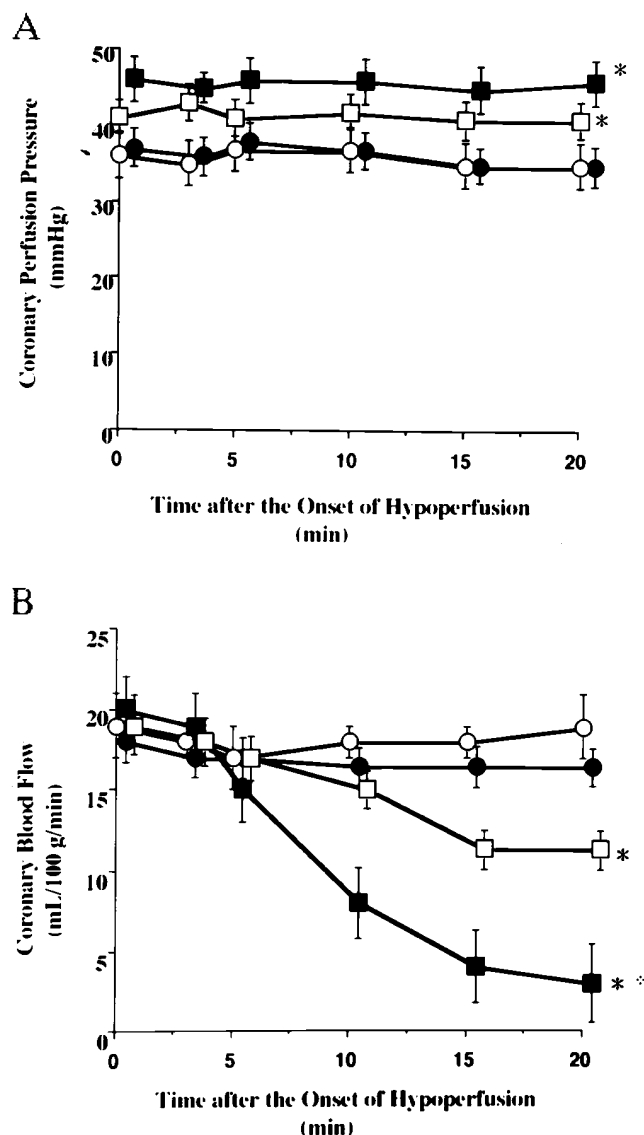 A
50
40
30
20
10
0
Coronary Perfusion Pressure
(mmHg)
*
*
0 5 10 15 20
Time after the Onset of Hypoperfusion
(min)
B
25
20
15
10
5
0
Coronary Blood Flow
(mL/100 g/min)
*
* *
0 5 10 15 20
Time after the Onset of Hypoperfusion
(min)